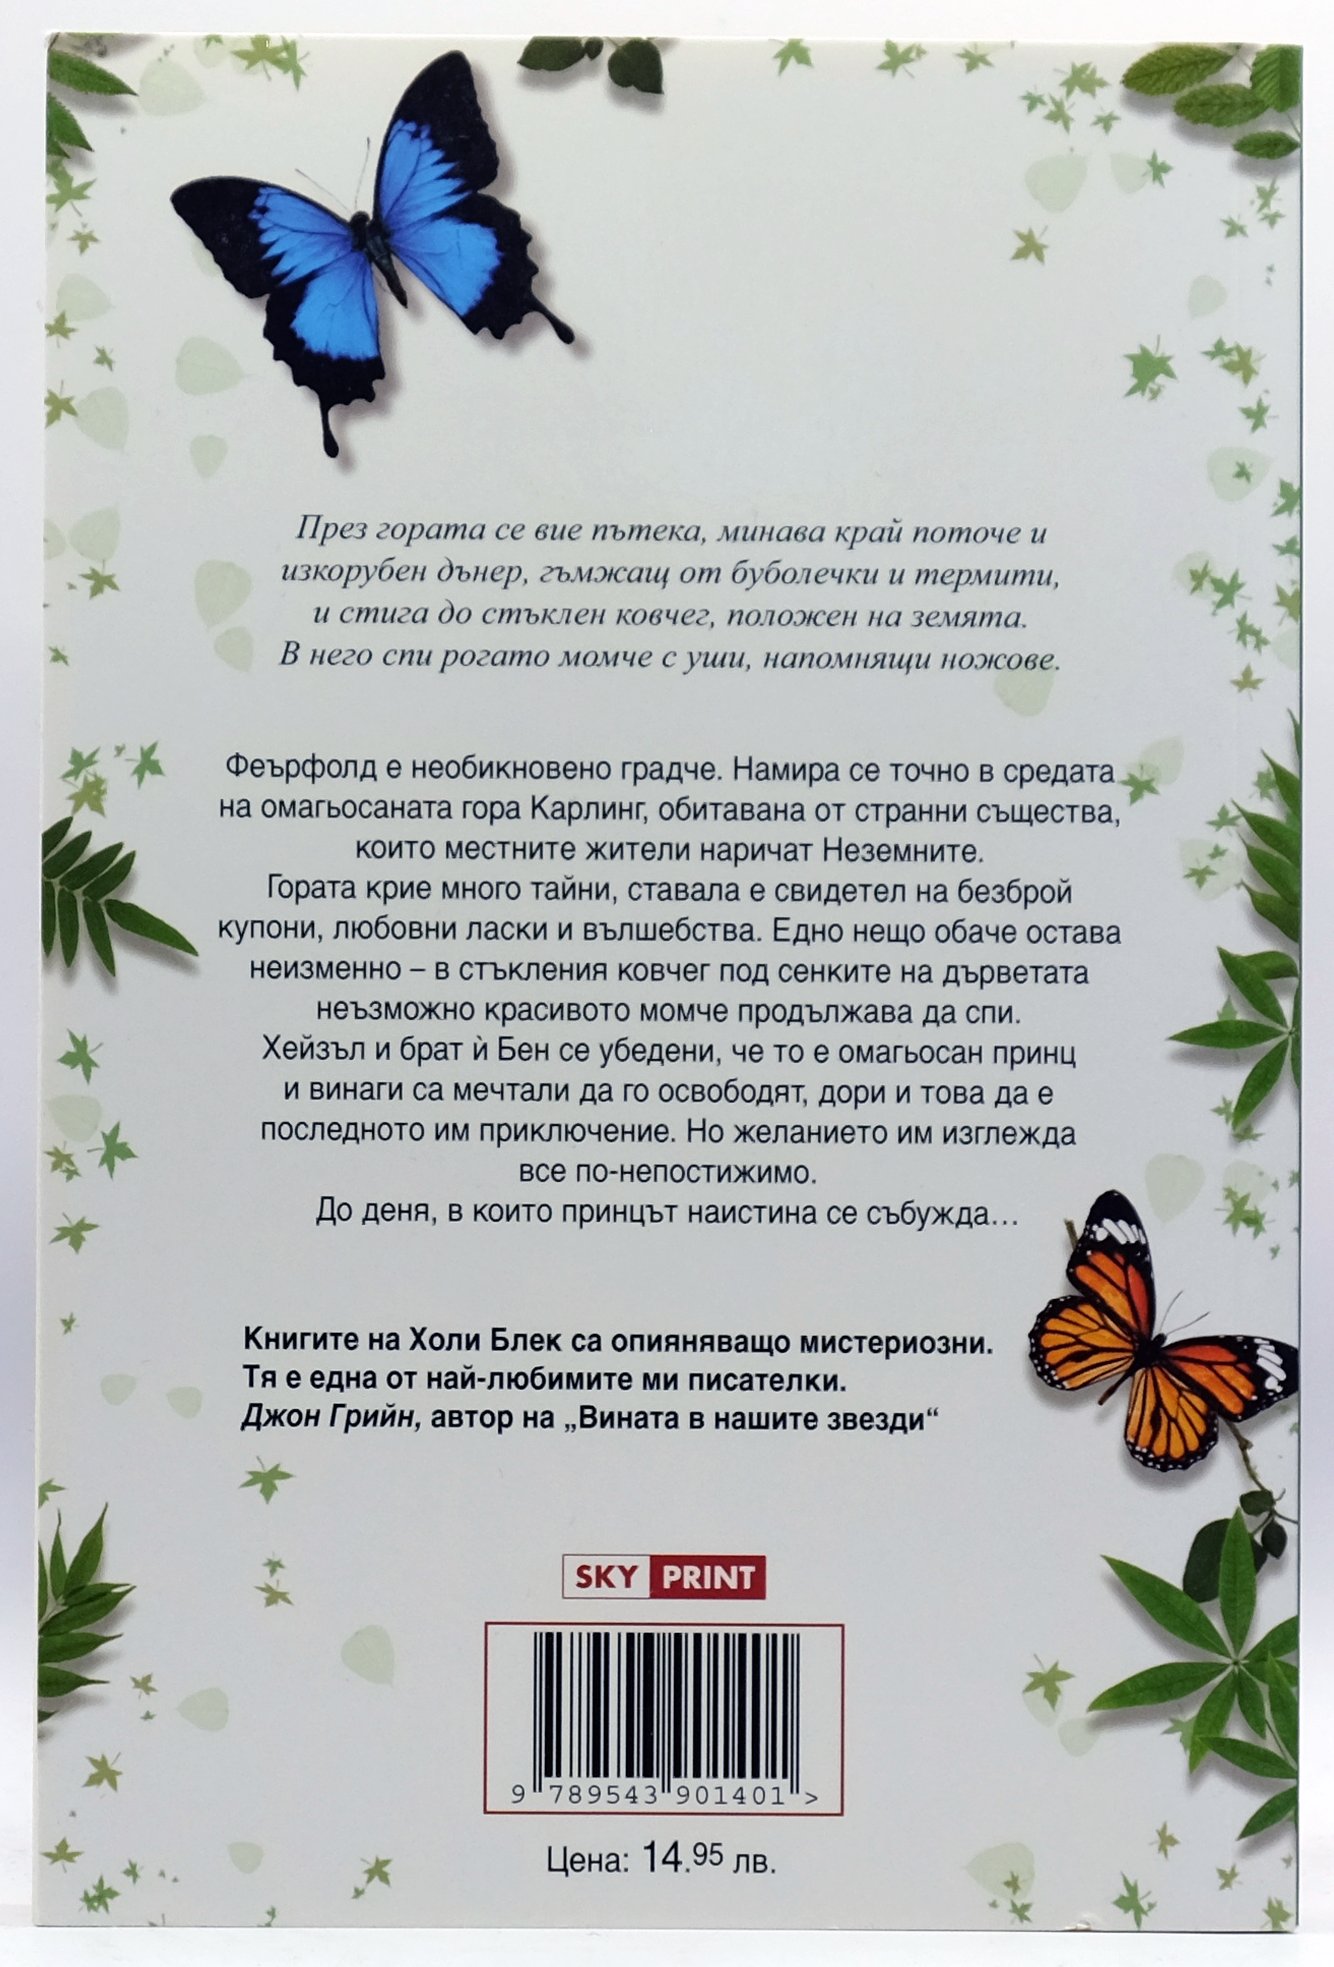 През гората се вие пътека, минава край поточе и
изкорубен дънер, гъмжащ от буболечки и термити,
и стига до стъклен ковчег, положен на земята.
В него спи рогато момче с уши, напомнящи ножове.
Феърфолд е необикновено градче. Намира се точно в средата
на омагьосаната гора Карлинг, обитавана от странни същества,
които местните жители наричат Неземните.
Гората крие много тайни, ставала е свидетел на безброй
купони, любовни ласки и вълшебства. Едно нещо обаче остава
неизменно – в стъкления ковчег под сенките на дърветата
неъзможно красивото момче продължава да спи.
Хейзъл и брат ѝ Бен се убедени, че то е омагьосан принц
и винаги са мечтали да го освободят, дори и това да е
последното им приключение. Но желанието им изглежда
все по-непостижимо.
До деня, в които принцът наистина се събужда...
Книгите на Холи Блек са опияняващо мистериозни.
Тя е една от най-любимите ми писателки.
Джон Грийн, автор на „Вината в нашите звезди“
SKY PRINT
9 789543 901401 >
Цена: 14.95 лв.